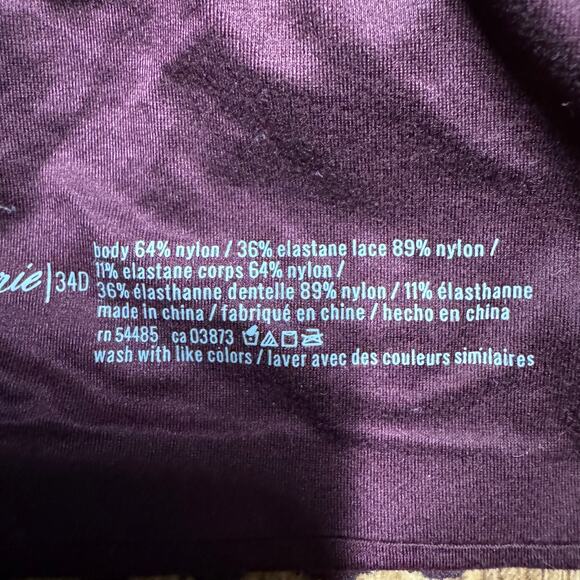 rie | 34D
body 64% nylon / 36% elastane lace 89% nylon /
11% elastane corps 64% nylon /
36% élasthanne dentelle 89% nylon / 11% élasthanne
made in china / fabriqué en chine / hecho en china
rn 54485 ca 03873
wash with like colors / laver avec des couleurs similaires